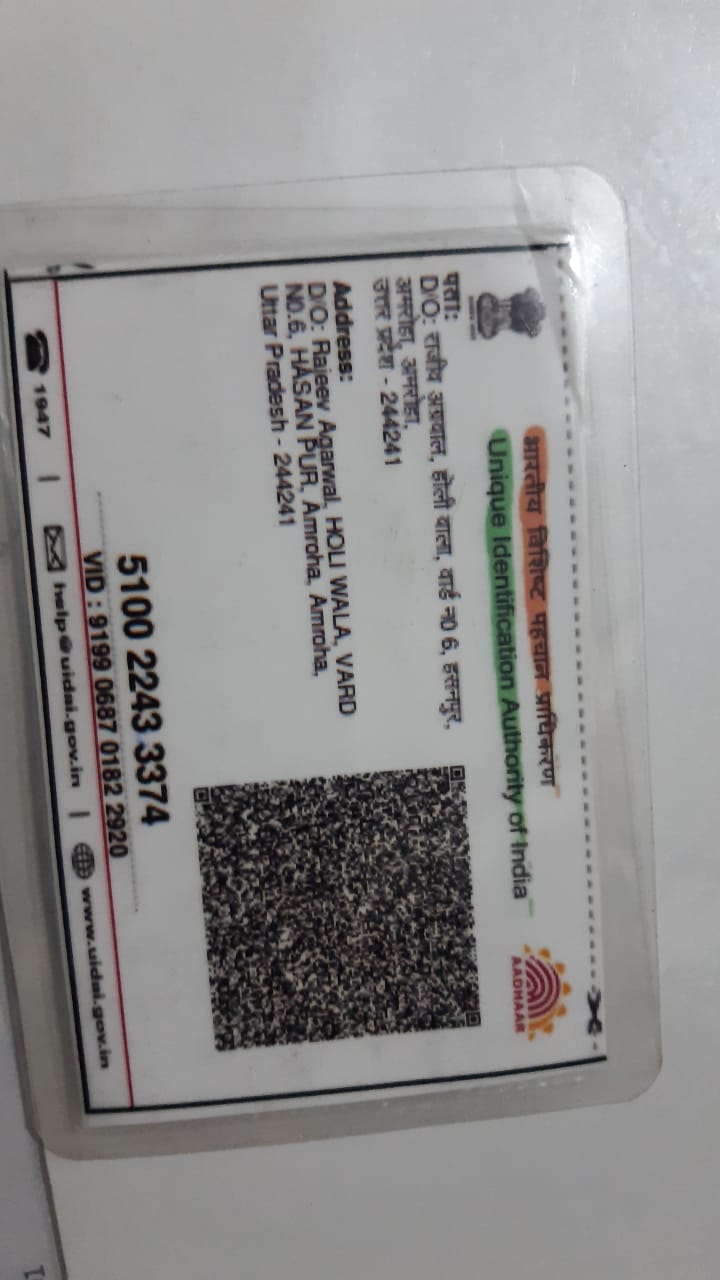 भारतीय विशिष्ट पहचान प्राधिकरण
Unique Identification Authority of India
AADHAAR
पता:
D/O: राजीव अग्रवाल, होली वाला, वार्ड न0 6, हसनपुर,
अमरोहा, अमरोहा,
उत्तर प्रदेश - 244241
Address:
D/O: Rajeev Agarwal, HOLI WALA, VARD
N0.6, HASAN PUR, Amroha, Amroha,
Uttar Pradesh - 244241
5100 2243 3374
VID : 9199 0687 0182 2920
1947 | help@uidai.gov.in | www.uidai.gov.in